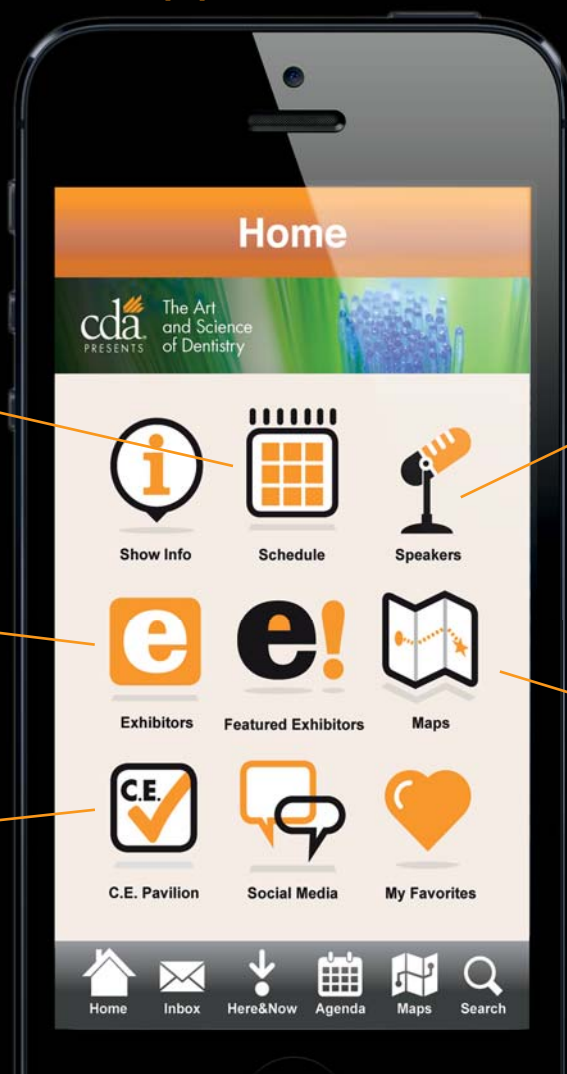 Home
cda
PRESENTS
The Art
and Science
of Dentistry
i
Show Info
Schedule
Speakers
e
Exhibitors
e!
Featured Exhibitors
Maps
C.E.
C.E. Pavilion
Social Media
My Favorites
Home
Inbox
Here&Now
Agenda
Maps
Search